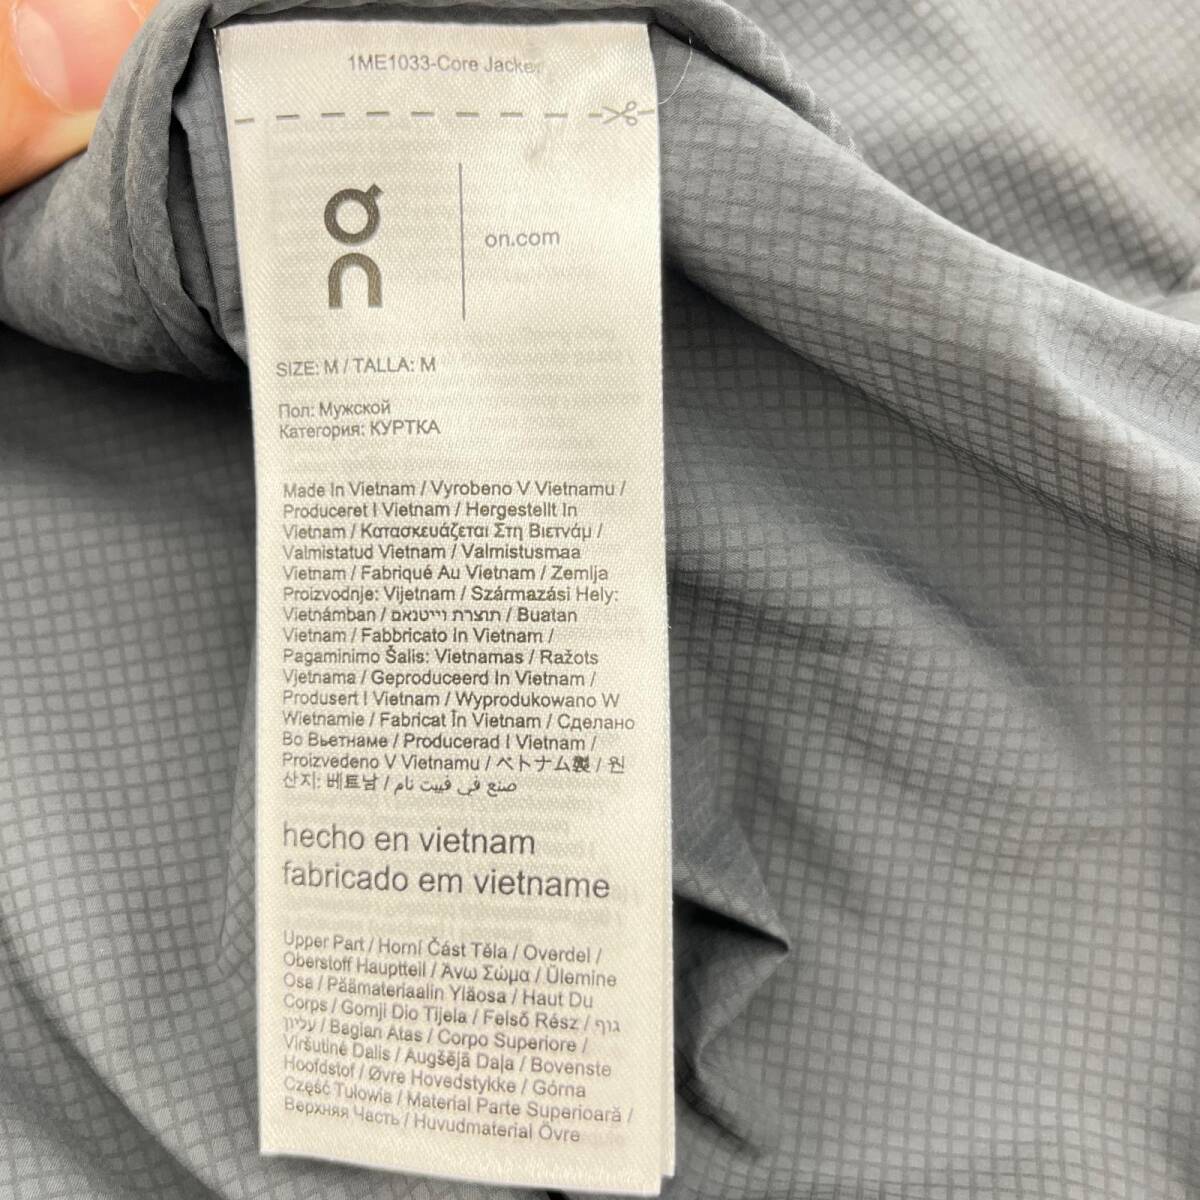 1ME1033-Core Jacket
on
on.com
SIZE: M / TALLA: M
Пол: Мужской
Категория: КУРТКА
Made In Vietnam / Vyrobeno V Vietnamu /
Produceret I Vietnam / Hergestellt In
Vietnam / Κατασκευάζεται Στη Βιετνάμ /
Valmistatud Vietnam / Valmistusmaa
Vietnam / Fabriqué Au Vietnam / Zemlja
Proizvodnje: Vijetnam / Származási Hely:
Vietnámban / תוצרת וייטנאם / Buatan
Vietnam / Fabbricato In Vietnam /
Pagaminimo Šalis: Vietnamas / Ražots
Vjetnama / Geproduceerd In Vietnam /
Produsert I Vietnam / Wyprodukowano W
Wietnamie / Fabricat În Vietnam / Сделано
Во Вьетнаме / Producerad I Vietnam /
Proizvedeno V Vietnamu / ベトナム製 / 원
산지: 베트남 / صنع في فييت نام
hecho en vietnam
fabricado em vietname
Upper Part / Horní Část Těla / Overdel /
Oberstoff Hauptteil / Άνω Σώμα / Ülemine
Osa / Päämateriaalin Yläosa / Haut Du
Corps / Gornji Dio Tijela / Felső Rész / גוף
עליון / Bagian Atas / Corpo Superiore /
Viršutinė Dalis / Augšējā Daļa / Bovenste
Hoofdstof / Øvre Hovedstykke / Górna
Część Tułowia / Material Parte Superioară /
Верхняя Часть / Huvudmaterial Övre